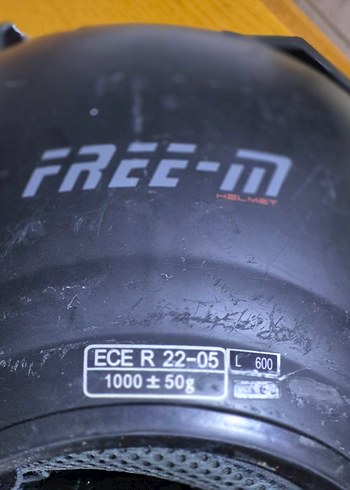 FREE-M
HELMET
ECE R 22-05
L 600
1000 ± 50g